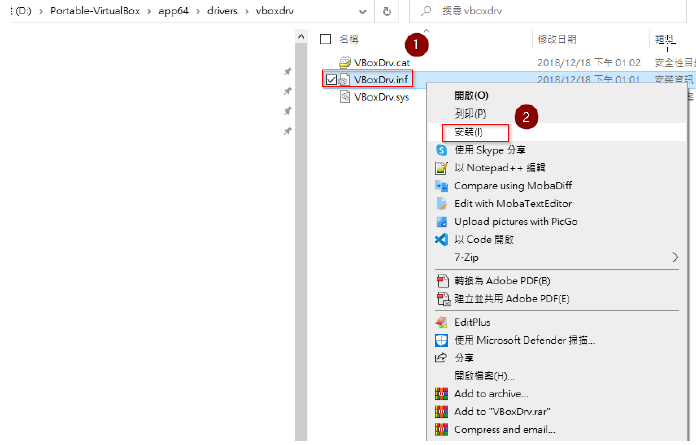 (D:) › Portable-VirtualBox › app64 › drivers › vboxdrv
搜尋 vboxdrv
名稱
修改日期
類型
1
VBoxDrv.cat
2018/12/18 下午 01:02
安全性目
VBoxDrv.inf
2018/12/18 下午 01:01
安裝資訊
VBoxDrv.sys
開啟(O)
列印(P)
2
安裝(I)
使用 Skype 分享
以 Notepad++ 編輯
Compare using MobaDiff
Edit with MobaTextEditor
Upload pictures with PicGo
以 Code 開啟
7-Zip
轉換為 Adobe PDF(B)
建立並共用 Adobe PDF(E)
EditPlus
使用 Microsoft Defender 掃描...
分享
開啟檔案(H)...
Add to archive...
Add to "VBoxDrv.rar"
Compress and email...